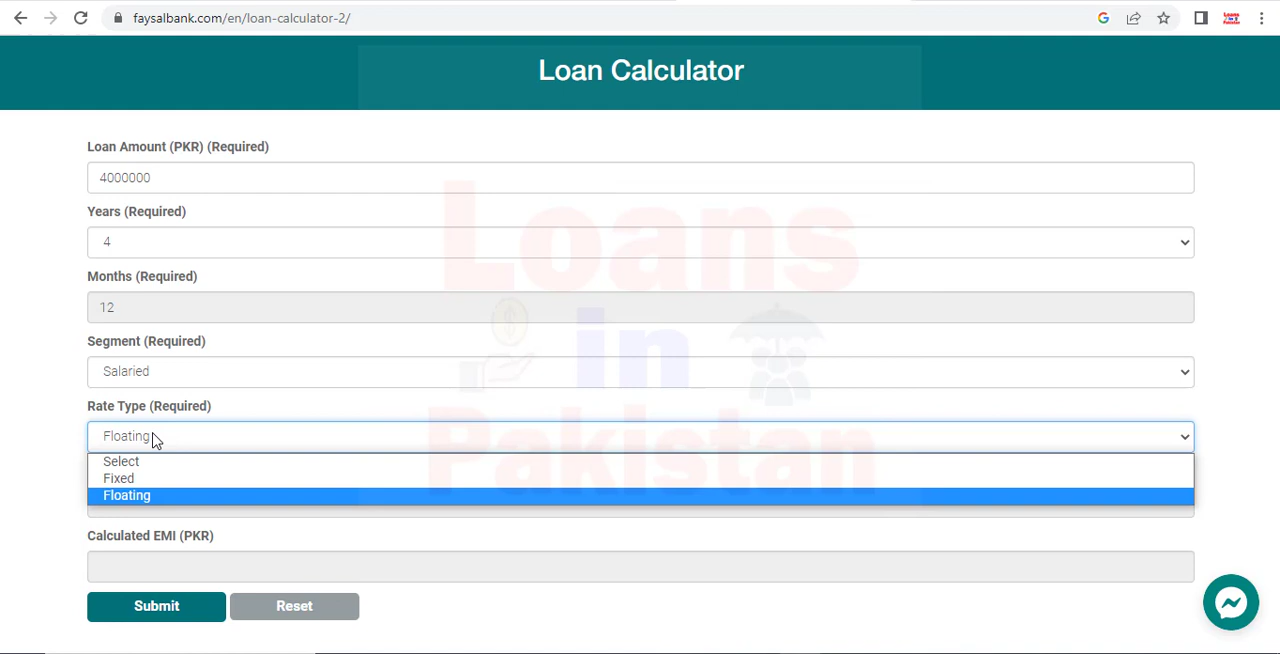 faysalbank.com/en/loan-calculator-2/
Loan Calculator
Loan Amount (PKR) (Required)
4000000
Years (Required)
4
Months (Required)
12
Segment (Required)
Salaried
Rate Type (Required)
Floating
Select
Fixed
Floating
Calculated EMI (PKR)
Submit Reset
Loans
in
Pakistan